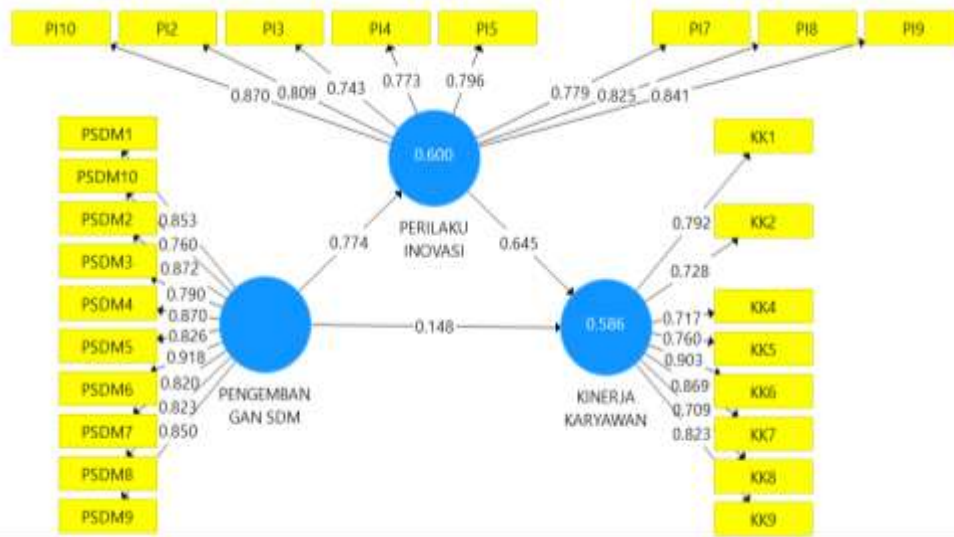 PI10 PI2 PI3 PI4 PI5 PI7 PI8 PI9
0.870 0.809 0.743 0.773 0.796 0.779 0.825 0.841
PSDM1
PSDM10
PSDM2
PSDM3
PSDM4
PSDM5
PSDM6
PSDM7
PSDM8
PSDM9
0.853
0.760
0.872
0.790
0.870
0.826
0.918
0.820
0.823
0.850
PENGEMBAN
GAN SDM
0.774
0.600
PERILAKU
INOVASI
0.645
0.148
0.586
KINERJA
KARYAWAN
0.792
0.728
0.717
0.760
0.903
0.869
0.709
0.823
KK1
KK2
KK4
KK5
KK6
KK7
KK8
KK9